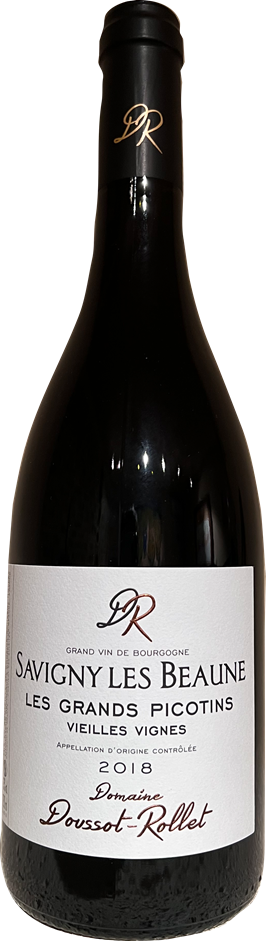 DR
DR
GRAND VIN DE BOURGOGNE
SAVIGNY LES BEAUNE
LES GRANDS PICOTINS
VIEILLES VIGNES
APPELLATION D'ORIGINE CONTRÔLÉE
2018
Domaine
Doussot-Rollet